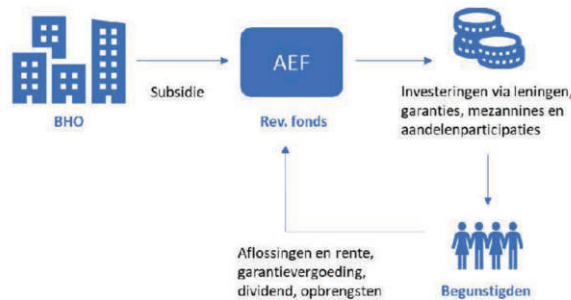 AEF
Subsidie
BHO
Rev. fonds
Investeringen via leningen,
garanties, mezannines en
aandelenparticipaties
Aflossingen en rente,
garantievergoeding,
dividend, opbrengsten
Begunstigden